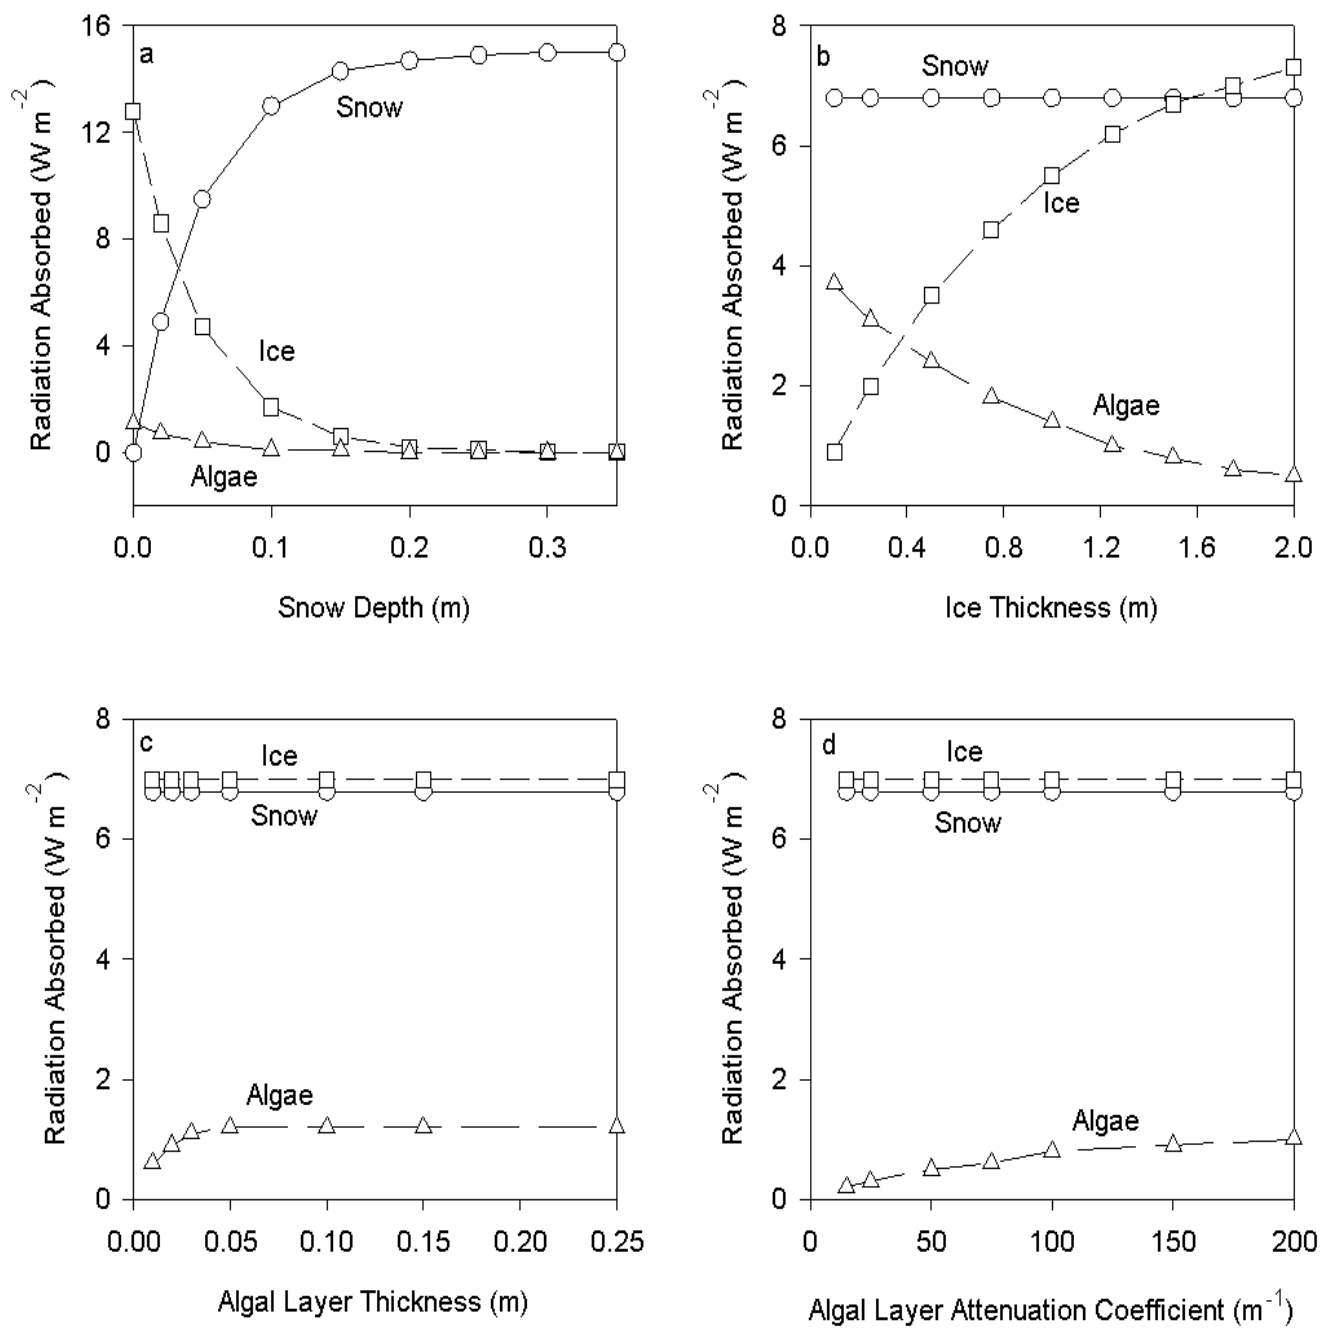 a
Radiation Absorbed (W m⁻²)
16
12
8
4
0
Snow
Ice
Algae
0.0 0.1 0.2 0.3
Snow Depth (m)
b
Radiation Absorbed (W m⁻²)
8
6
4
2
0
Snow
Ice
Algae
0.0 0.4 0.8 1.2 1.6 2.0
Ice Thickness (m)
c
Radiation Absorbed (W m⁻²)
8
6
4
2
0
Ice
Snow
Algae
0.00 0.05 0.10 0.15 0.20 0.25
Algal Layer Thickness (m)
d
Radiation Absorbed (W m⁻²)
8
6
4
2
0
Ice
Snow
Algae
0 50 100 150 200
Algal Layer Attenuation Coefficient (m⁻¹)